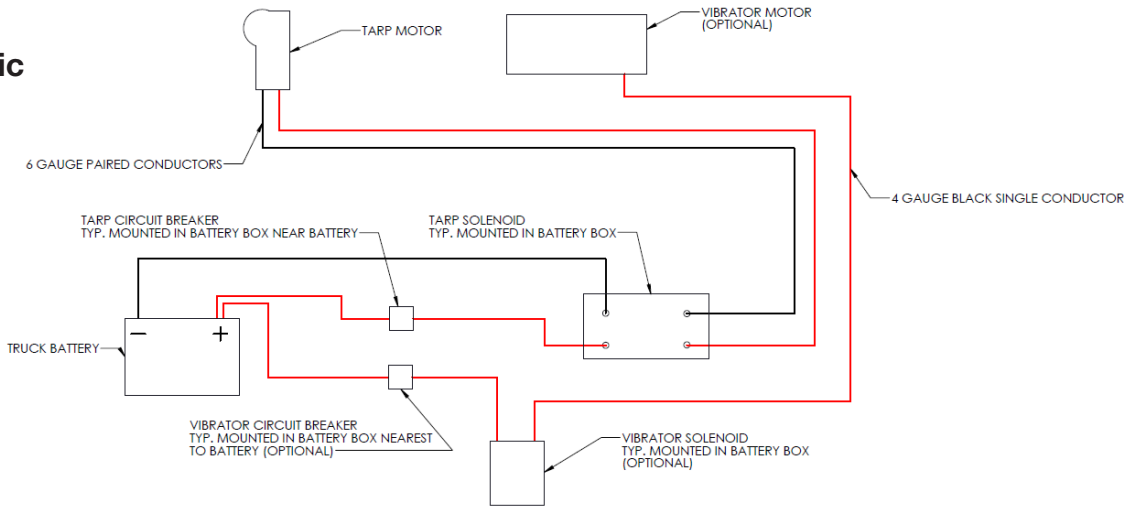 ic
TARP MOTOR
VIBRATOR MOTOR
(OPTIONAL)
6 GAUGE PAIRED CONDUCTORS
4 GAUGE BLACK SINGLE CONDUCTOR
TARP CIRCUIT BREAKER
TYP. MOUNTED IN BATTERY BOX NEAR BATTERY
TARP SOLENOID
TYP. MOUNTED IN BATTERY BOX
− +
TRUCK BATTERY
VIBRATOR CIRCUIT BREAKER
TYP. MOUNTED IN BATTERY BOX NEAREST
TO BATTERY (OPTIONAL)
VIBRATOR SOLENOID
TYP. MOUNTED IN BATTERY BOX
(OPTIONAL)